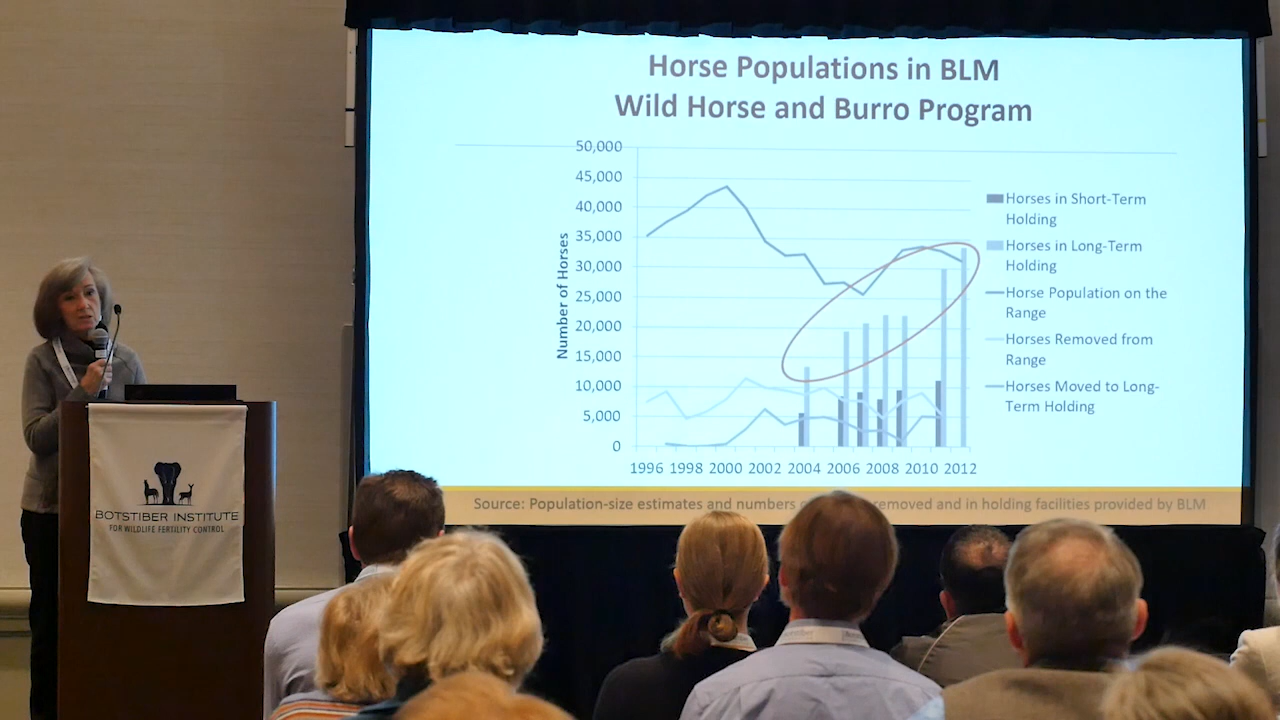 Horse Populations in BLM
Wild Horse and Burro Program
50,000
45,000
40,000
35,000
30,000
25,000
20,000
15,000
10,000
5,000
0
Number of Horses
1996 1998 2000 2002 2004 2006 2008 2010 2012
Horses in Short-Term
Holding
Horses in Long-Term
Holding
Horse Population on the
Range
Horses Removed from
Range
Horses Moved to Long-
Term Holding
Source: Population-size estimates and numbers removed and in holding facilities provided by BLM
BOTSTIBER INSTITUTE
FOR WILDLIFE FERTILITY CONTROL